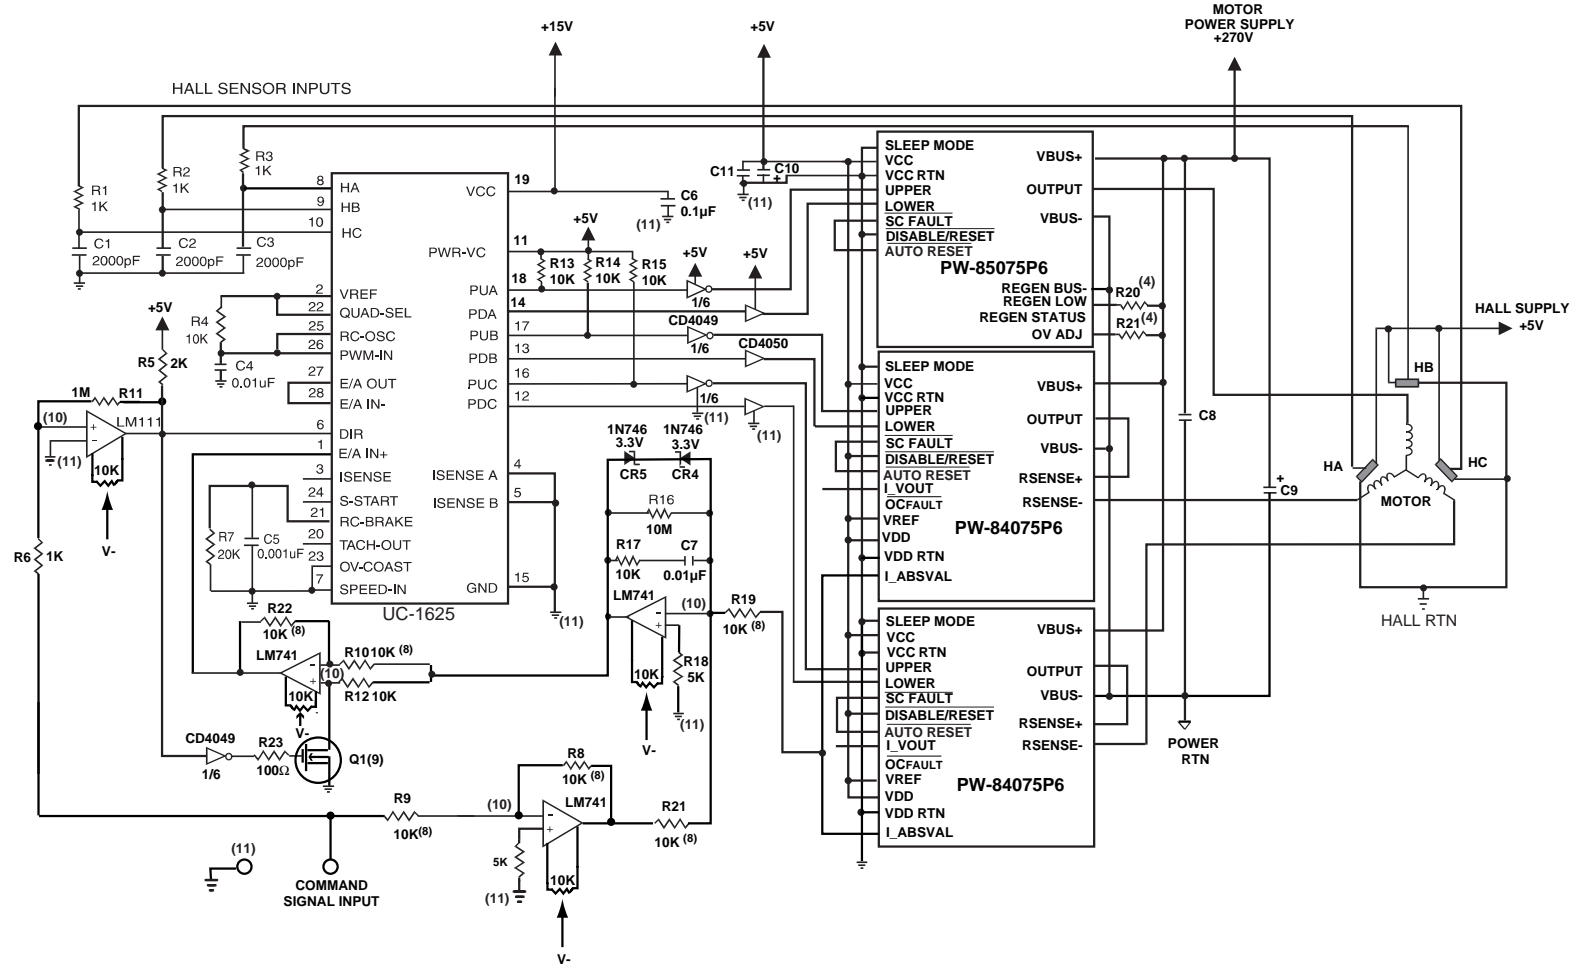 MOTOR
POWER SUPPLY
+270V
+15V
+5V
HALL SENSOR INPUTS
R1
1K
R2
1K
R3
1K
C1
2000pF
C2
2000pF
C3
2000pF
8 HA
9 HB
10 HC
2 VREF
22 QUAD-SEL
25 RC-OSC
26 PWM-IN
27 E/A OUT
28 E/A IN-
6 DIR
1 E/A IN+
3 ISENSE
24 S-START
21 RC-BRAKE
20 TACH-OUT
23 OV-COAST
7 SPEED-IN
VCC 19
PWR-VC 11
PUA 18
PDA 14
PUB 17
PDB 13
PUC 16
PDC 12
ISENSE A 4
ISENSE B 5
GND 15
UC-1625
R4
10K
C4
0.01uF
+5V
R5 2K
1M R11
(10)
+
-
LM111
(11)
10K
V-
R6 1K
R7
20K
C5
0.001uF
C6
0.1µF
(11)
+5V
R13
10K
R14
10K
R15
10K
+5V
+5V
1/6
CD4049
1/6
CD4050
1/6
(11)
(11)
C11
C10
+
(11)
1N746
3.3V
CR5
1N746
3.3V
CR4
R16
10M
R17
10K
C7
0.01µF
LM741
(10)
-
+
10K
R18
5K
(11)
V-
R19
10K (8)
(11)
R22
10K (8)
LM741
-
+
(10)
10K
V-
R10 10K (8)
R12 10K
CD4049
1/6
R23
100Ω
Q1(9)
R9
10K(8)
(10)
R8
10K (8)
LM741
-
+
5K
(11)
10K
V-
R21
10K (8)
(11)
COMMAND
SIGNAL INPUT
SLEEP MODE
VCC
VCC RTN
UPPER
LOWER
SC FAULT
DISABLE/RESET
AUTO RESET
VBUS+
OUTPUT
VBUS-
PW-85075P6
REGEN BUS-
REGEN LOW
REGEN STATUS
OV ADJ
R20 (4)
R21 (4)
SLEEP MODE
VCC
VCC RTN
UPPER
LOWER
SC FAULT
DISABLE/RESET
AUTO RESET
I_VOUT
OCFAULT
VREF
VDD
VDD RTN
I_ABSVAL
VBUS+
OUTPUT
VBUS-
RSENSE+
RSENSE-
PW-84075P6
SLEEP MODE
VCC
VCC RTN
UPPER
LOWER
SC FAULT
DISABLE/RESET
AUTO RESET
I_VOUT
OCFAULT
VREF
VDD
VDD RTN
I_ABSVAL
VBUS+
OUTPUT
VBUS-
RSENSE+
RSENSE-
PW-84075P6
C8
+
C9
POWER
RTN
HALL SUPPLY
+5V
HB
HA
HC
MOTOR
HALL RTN